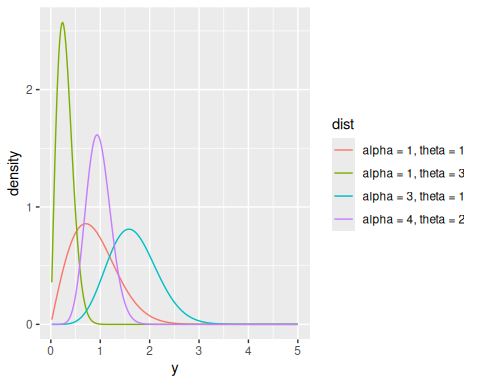 density
2
1
0
0
1
2
3
4
5
y
dist
alpha = 1, theta = 1
alpha = 1, theta = 3
alpha = 3, theta = 1
alpha = 4, theta = 2